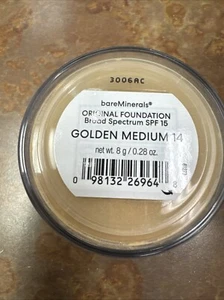 3006AC
bareMinerals®
ORIGINAL FOUNDATION
Broad Spectrum SPF 15
GOLDEN MEDIUM 14
net wt. 8 g / 0.28 oz.
0 98132 26964